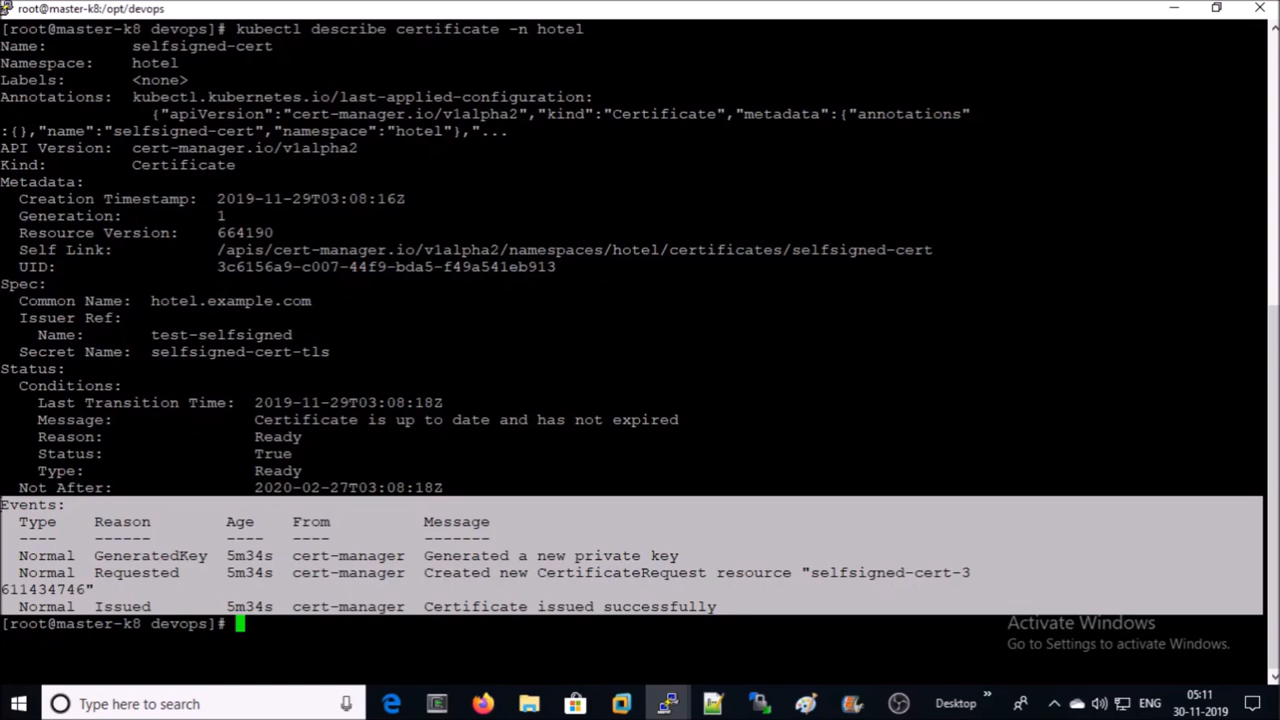 root@master-k8:/opt/devops
[root@master-k8 devops]# kubectl describe certificate -n hotel
Name:         selfsigned-cert
Namespace:    hotel
Labels:       <none>
Annotations:  kubectl.kubernetes.io/last-applied-configuration:
                {"apiVersion":"cert-manager.io/v1alpha2","kind":"Certificate","metadata":{"annotations"
:{},"name":"selfsigned-cert","namespace":"hotel"},"...
API Version:  cert-manager.io/v1alpha2
Kind:         Certificate
Metadata:
  Creation Timestamp:  2019-11-29T03:08:16Z
  Generation:          1
  Resource Version:    664190
  Self Link:           /apis/cert-manager.io/v1alpha2/namespaces/hotel/certificates/selfsigned-cert
  UID:                 3c6156a9-c007-44f9-bda5-f49a541eb913
Spec:
  Common Name:  hotel.example.com
  Issuer Ref:
    Name:       test-selfsigned
  Secret Name:  selfsigned-cert-tls
Status:
  Conditions:
    Last Transition Time:  2019-11-29T03:08:18Z
    Message:               Certificate is up to date and has not expired
    Reason:                Ready
    Status:                True
    Type:                  Ready
  Not After:               2020-02-27T03:08:18Z
Events:
  Type    Reason        Age    From          Message
  ----    ------        ----   ----          -------
  Normal  GeneratedKey  5m34s  cert-manager  Generated a new private key
  Normal  Requested     5m34s  cert-manager  Created new CertificateRequest resource "selfsigned-cert-3
611434746"
  Normal  Issued        5m34s  cert-manager  Certificate issued successfully
[root@master-k8 devops]#
Activate Windows
Go to Settings to activate Windows.
Type here to search
Desktop
ENG
05:11
30-11-2019